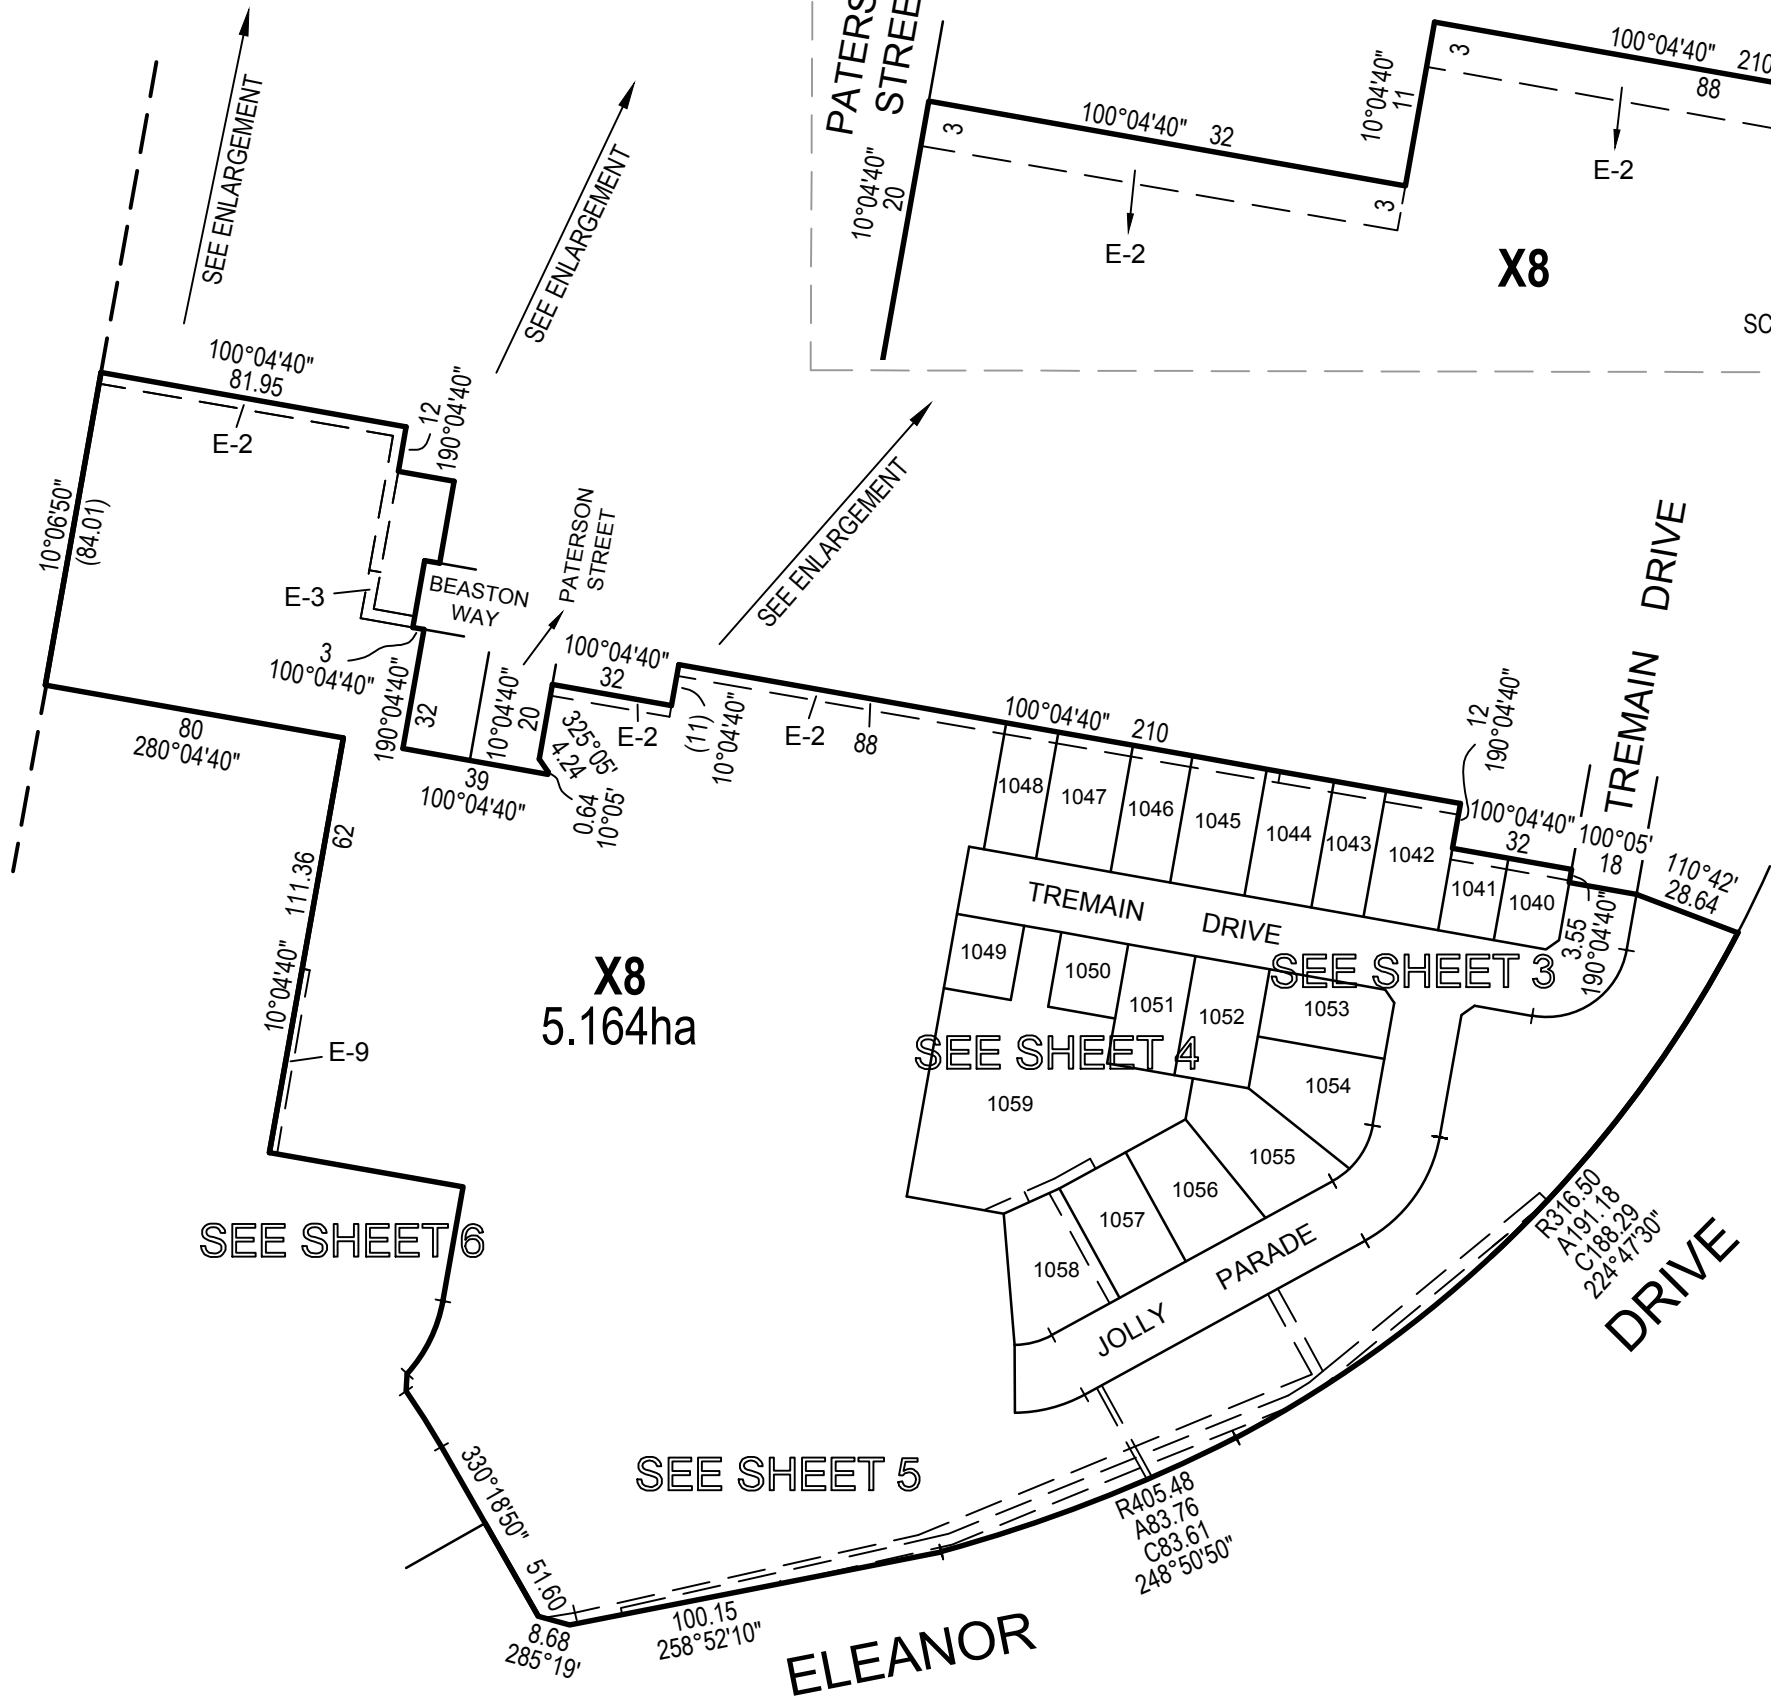 PATERS
STREE
100°04'40" 32
3
10°04'40"
20
E-2
3
10°04'40"
11
3
100°04'40" 210
88
E-2
X8
SC
SEE ENLARGEMENT
SEE ENLARGEMENT
SEE ENLARGEMENT
100°04'40"
81.95
E-2
12
190°04'40"
10°06'50"
(84.01)
E-3
BEASTON
WAY
PATERSON
STREET
3
100°04'40"
190°04'40"
32
10°04'40"
20
39
100°04'40"
100°04'40"
32
E-2
325°05'
4.24
0.64
10°05'
(11)
10°04'40"
E-2
88
100°04'40" 210
12
190°04'40"
TREMAIN DRIVE
100°04'40"
32
100°05'
18
110°42'
28.64
3.55
190°04'40"
80
280°04'40"
62
111.36
10°04'40"
E-9
X8
5.164ha
1048
1047
1046
1045
1044
1043
1042
1041
1040
TREMAIN DRIVE
SEE SHEET 3
1049
1050
1051
1052
1053
SEE SHEET 4
1054
1059
1055
1056
1057
1058
JOLLY PARADE
SEE SHEET 6
SEE SHEET 5
R316.50
A191.18
C188.29
224°47'30"
DRIVE
R405.48
A83.76
C83.61
248°50'50"
330°18'50" 51.60
8.68
285°19'
100.15
258°52'10"
ELEANOR